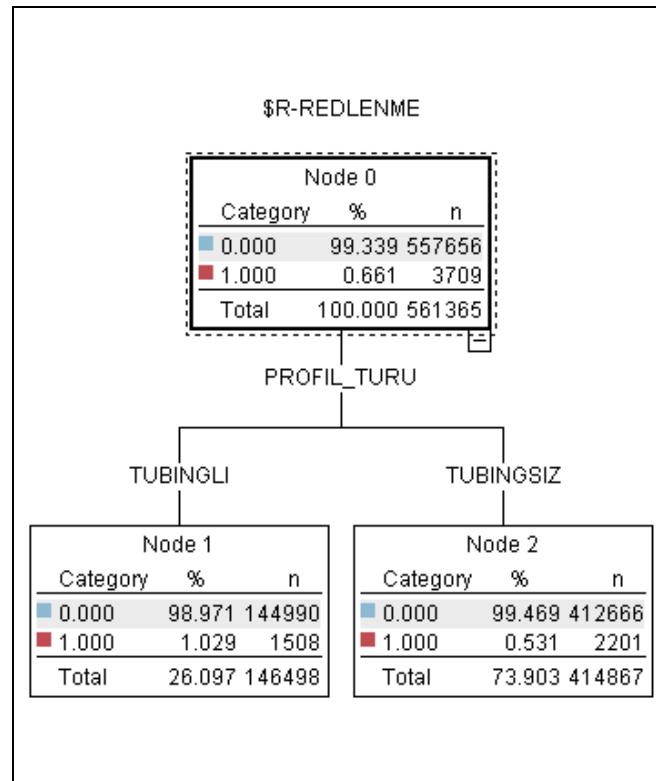 $R-REDLENME
Node 0
Category % n
0.000 99.339 557656
1.000 0.661 3709
Total 100.000 561365
PROFIL_TURU
TUBINGLI
TUBINGSIZ
Node 1
Category % n
0.000 98.971 144990
1.000 1.029 1508
Total 26.097 146498
Node 2
Category % n
0.000 99.469 412666
1.000 0.531 2201
Total 73.903 414867